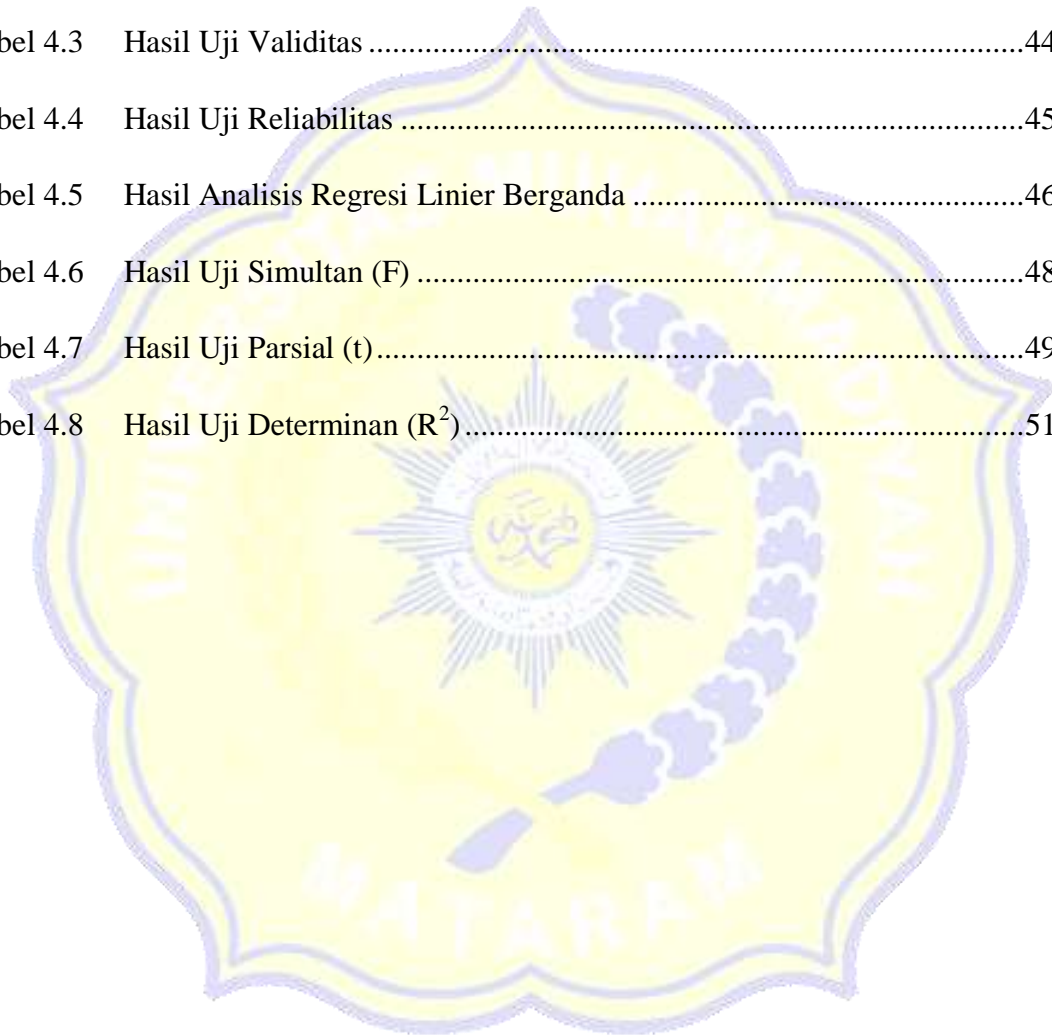 bel 4.3 Hasil Uji Validitas ........................................................................44
bel 4.4 Hasil Uji Reliabilitas ....................................................................45
bel 4.5 Hasil Analisis Regresi Linier Berganda ...........................................46
bel 4.6 Hasil Uji Simultan (F) ..................................................................48
bel 4.7 Hasil Uji Parsial (t) .......................................................................49
bel 4.8 Hasil Uji Determinan (R²) .............................................................51
UNIVERSITAS MUHAMMADIYAH
MATARAM